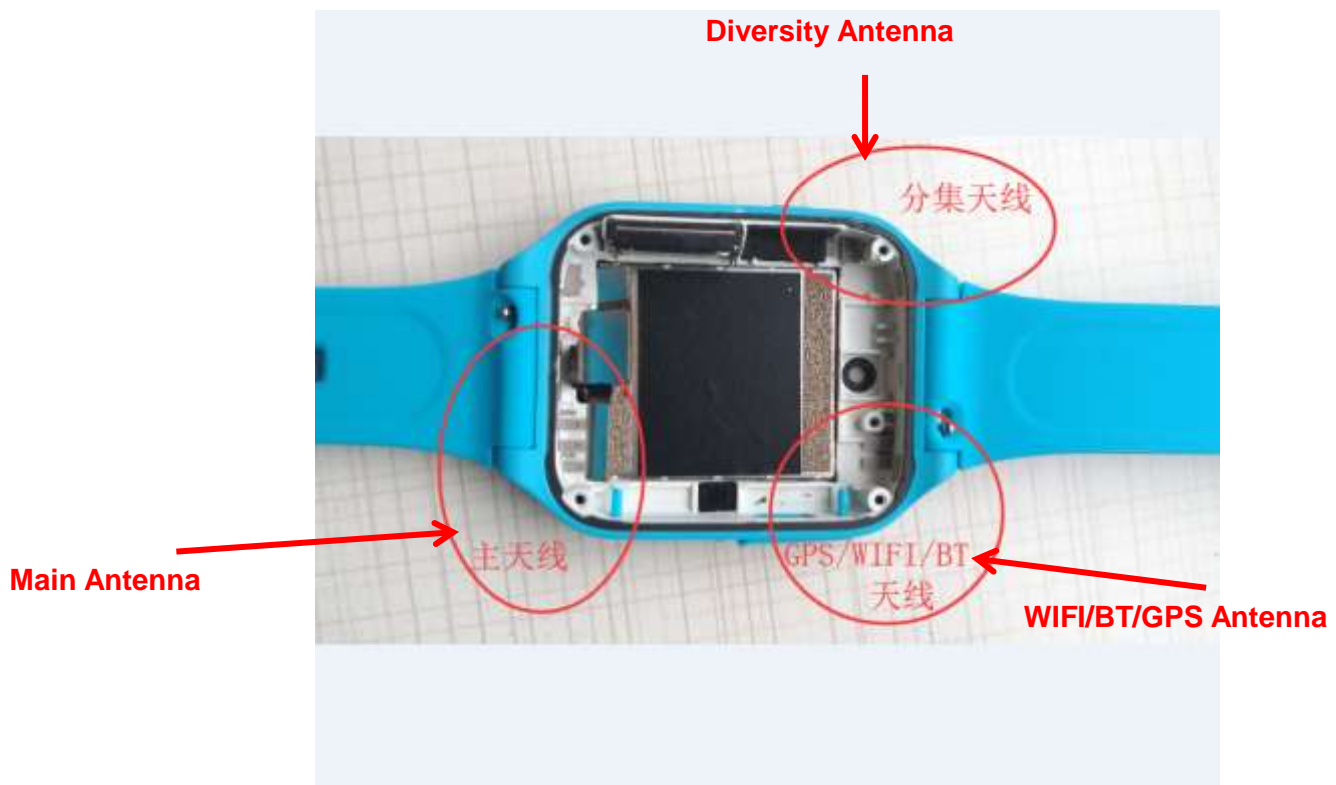 Diversity Antenna
分集天线
主天线
GPS/WIFI/BT
天线
Main Antenna
WIFI/BT/GPS Antenna